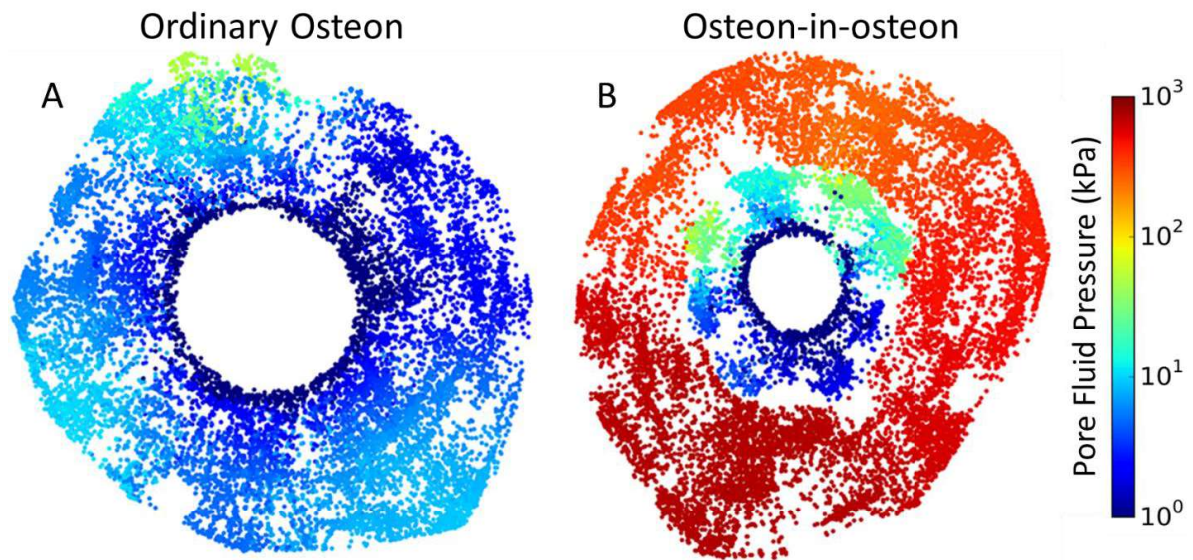 Ordinary Osteon
Osteon-in-osteon
A
B
10³
10²
10¹
10⁰
Pore Fluid Pressure (kPa)